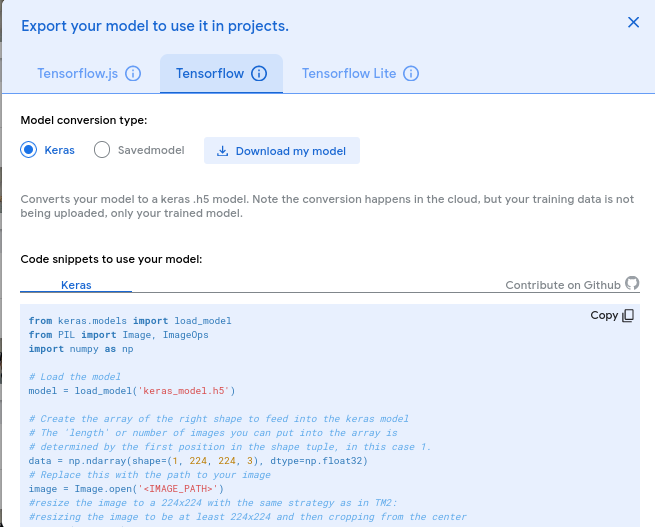 Export your model to use it in projects.
Tensorflow.js Tensorflow Tensorflow Lite
Model conversion type:
Keras Savedmodel Download my model
Converts your model to a keras .h5 model. Note the conversion happens in the cloud, but your training data is not
being uploaded, only your trained model.
Code snippets to use your model:
Keras Contribute on Github
Copy
from keras.models import load_model
from PIL import Image, ImageOps
import numpy as np
# Load the model
model = load_model('keras_model.h5')
# Create the array of the right shape to feed into the keras model
# The 'length' or number of images you can put into the array is
# determined by the first position in the shape tuple, in this case 1.
data = np.ndarray(shape=(1, 224, 224, 3), dtype=np.float32)
# Replace this with the path to your image
image = Image.open('<IMAGE_PATH>')
#resize the image to a 224x224 with the same strategy as in TM2:
#resizing the image to be at least 224x224 and then cropping from the center